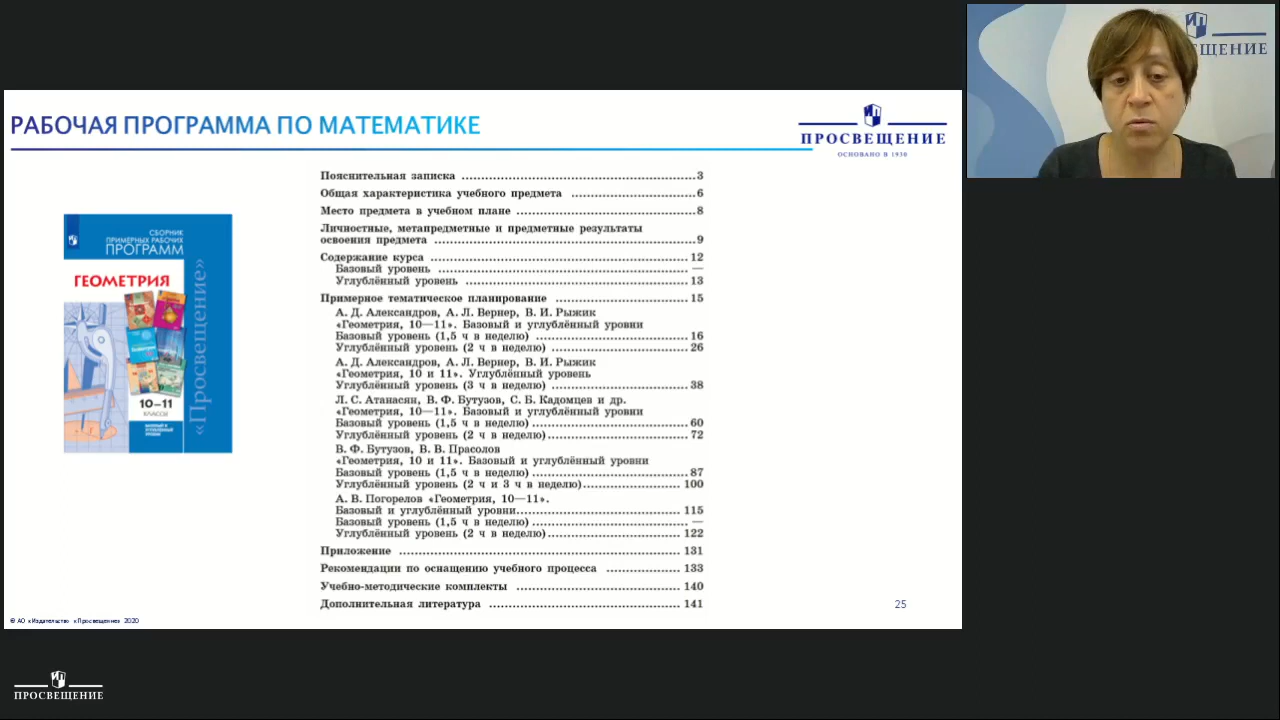 РАБОЧАЯ ПРОГРАММА ПО МАТЕМАТИКЕ
ПРОСВЕЩЕНИЕ
ОСНОВАНО В 1930
СБОРНИК
ПРИМЕРНЫХ РАБОЧИХ
ПРОГРАММ
ГЕОМЕТРИЯ
«Просвещение»
10—11
КЛАССЫ
БАЗОВЫЙ И
УГЛУБЛЁННЫЙ
УРОВНИ
Пояснительная записка ........ 3
Общая характеристика учебного предмета ........ 6
Место предмета в учебном плане ........ 8
Личностные, метапредметные и предметные результаты
освоения предмета ........ 9
Содержание курса ........ 12
Базовый уровень ........ —
Углублённый уровень ........ 13
Примерное тематическое планирование ........ 15
А. Д. Александров, А. Л. Вернер, В. И. Рыжик
«Геометрия, 10—11». Базовый и углублённый уровни
Базовый уровень (1,5 ч в неделю) ........ 16
Углублённый уровень (2 ч в неделю) ........ 26
А. Д. Александров, А. Л. Вернер, В. И. Рыжик
«Геометрия, 10 и 11». Углублённый уровень
Углублённый уровень (3 ч в неделю) ........ 38
Л. С. Атанасян, В. Ф. Бутузов, С. Б. Кадомцев и др.
«Геометрия, 10—11». Базовый и углублённый уровни
Базовый уровень (1,5 ч в неделю) ........ 60
Углублённый уровень (2 ч в неделю) ........ 72
В. Ф. Бутузов, В. В. Прасолов
«Геометрия, 10 и 11». Базовый и углублённый уровни
Базовый уровень (1,5 ч в неделю) ........ 87
Углублённый уровень (2 ч и 3 ч в неделю) ........ 100
А. В. Погорелов «Геометрия, 10—11».
Базовый и углублённый уровни ........ 115
Базовый уровень (1,5 ч в неделю) ........ —
Углублённый уровень (2 ч в неделю) ........ 122
Приложение ........ 131
Рекомендации по оснащению учебного процесса ........ 133
Учебно-методические комплекты ........ 140
Дополнительная литература ........ 141
25
© АО «Издательство «Просвещение» 2020
ПРОСВЕЩЕНИЕ
ЩЕНИЕ